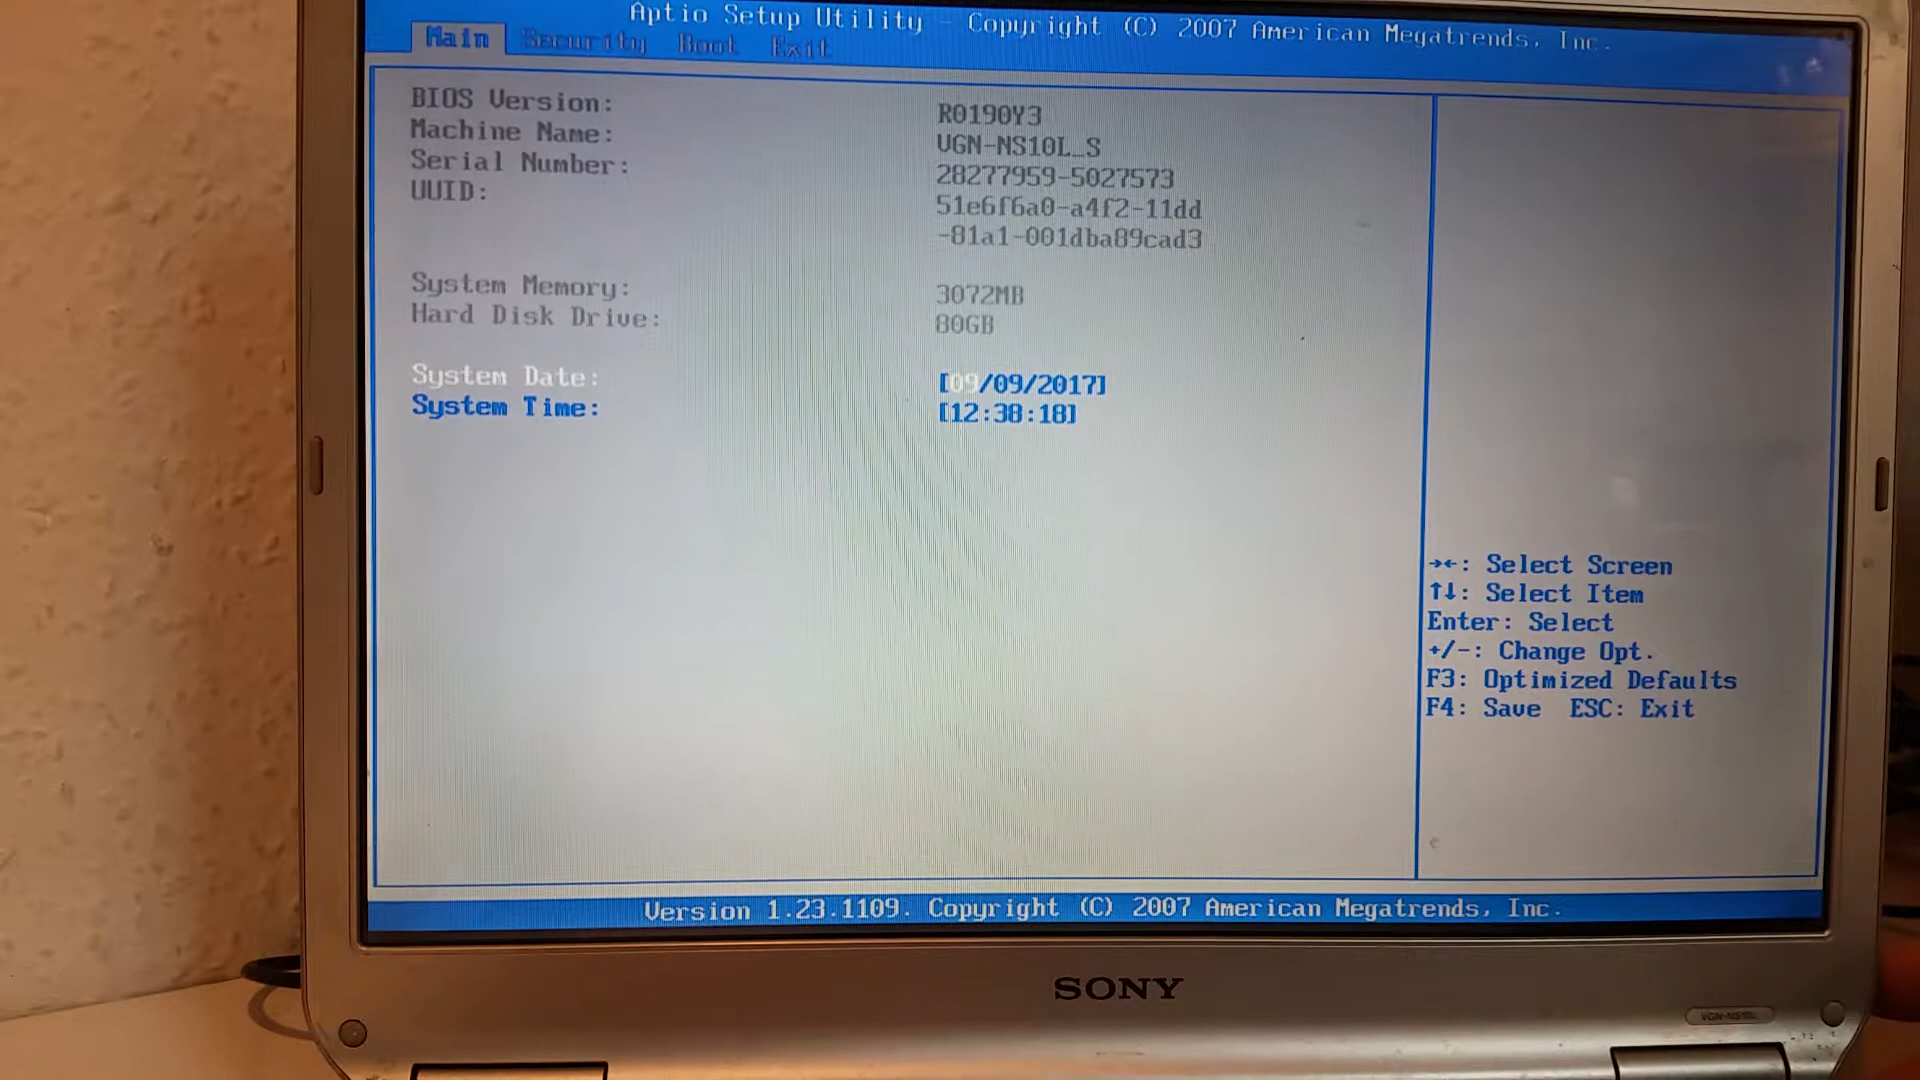 Aptio Setup Utility - Copyright (C) 2007 American Megatrends, Inc.
Main Security Boot Exit
BIOS Version: R0190Y3
Machine Name: VGN-NS10L_S
Serial Number: 28277959-5027573
UUID: 51e6f6a0-a4f2-11dd
-81a1-001dba89cad3
System Memory: 3072MB
Hard Disk Drive: 80GB
System Date: [09/09/2017]
System Time: [12:38:18]
→←: Select Screen
↑↓: Select Item
Enter: Select
+/-: Change Opt.
F3: Optimized Defaults
F4: Save ESC: Exit
Version 1.23.1109. Copyright (C) 2007 American Megatrends, Inc.
SONY
VGN-NS10L